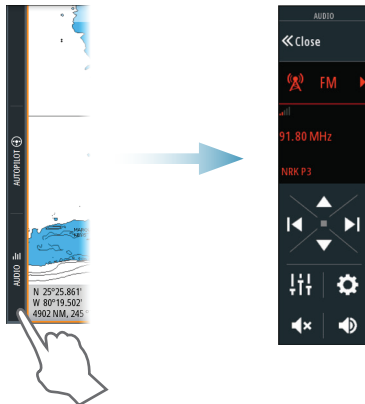 AUTOPILOT
AUDIO
N 25°25.861'
W 80°19.502'
4902 NM, 245
AUDIO
Close
FM
91.80 MHz
NRK P3